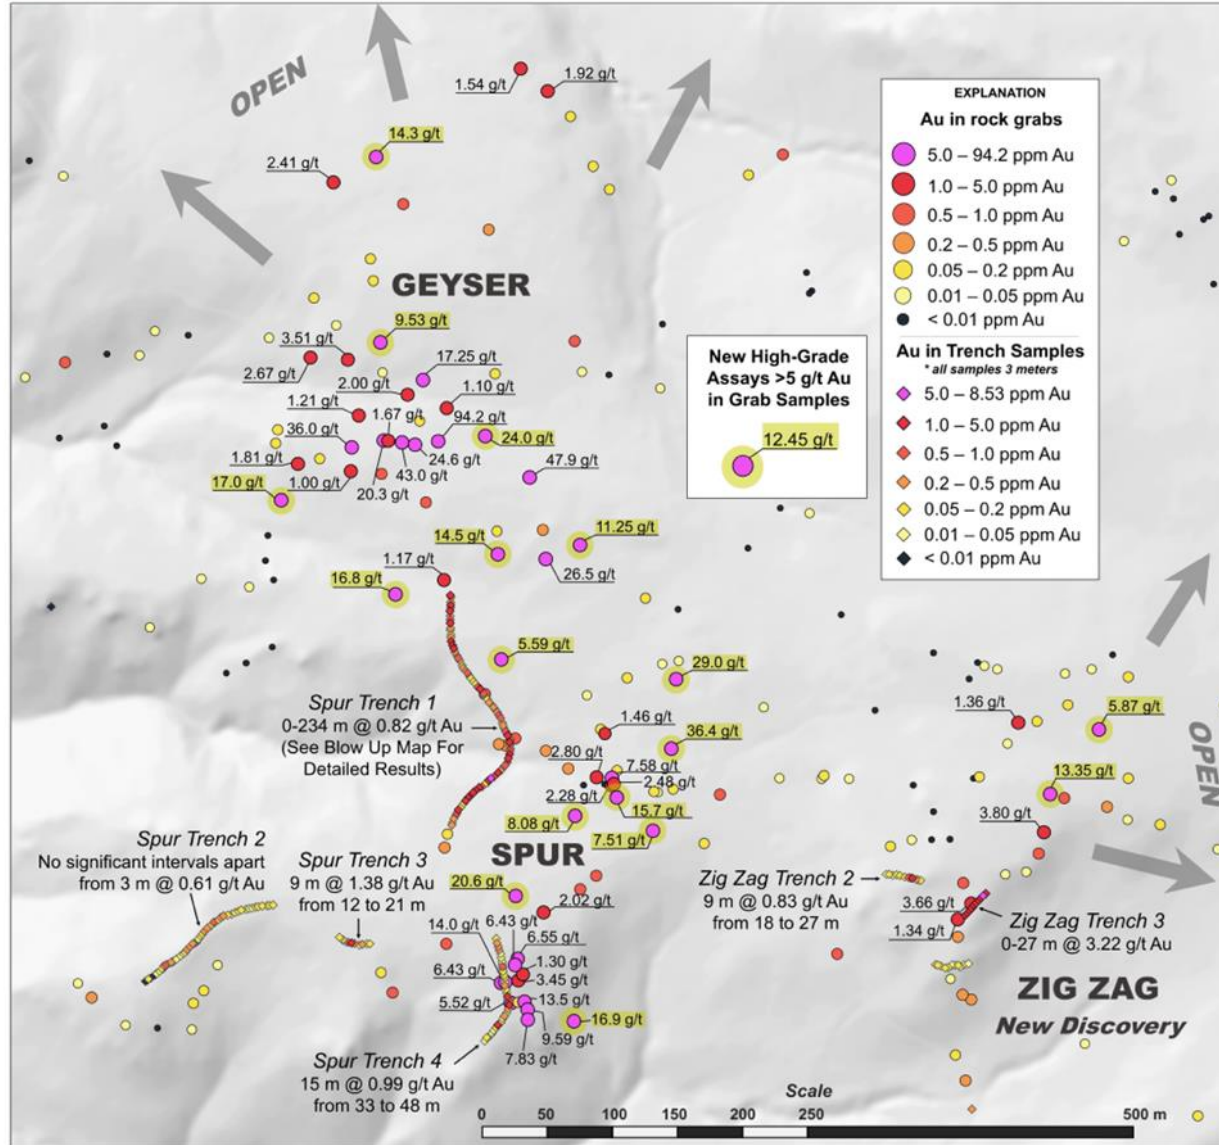 OPEN
1.54 g/t
1.92 g/t
14.3 g/t
2.41 g/t
EXPLANATION
Au in rock grabs
5.0 – 94.2 ppm Au
1.0 – 5.0 ppm Au
0.5 – 1.0 ppm Au
0.2 – 0.5 ppm Au
0.05 – 0.2 ppm Au
0.01 – 0.05 ppm Au
< 0.01 ppm Au
Au in Trench Samples
* all samples 3 meters
5.0 – 8.53 ppm Au
1.0 – 5.0 ppm Au
0.5 – 1.0 ppm Au
0.2 – 0.5 ppm Au
0.05 – 0.2 ppm Au
0.01 – 0.05 ppm Au
< 0.01 ppm Au
New High-Grade
Assays >5 g/t Au
in Grab Samples
12.45 g/t
GEYSER
9.53 g/t
3.51 g/t
17.25 g/t
2.67 g/t
2.00 g/t
1.10 g/t
1.21 g/t
1.67 g/t
36.0 g/t
94.2 g/t
24.0 g/t
1.81 g/t
24.6 g/t
1.00 g/t
43.0 g/t
47.9 g/t
17.0 g/t
20.3 g/t
14.5 g/t
11.25 g/t
1.17 g/t
26.5 g/t
16.8 g/t
5.59 g/t
29.0 g/t
Spur Trench 1
0-234 m @ 0.82 g/t Au
(See Blow Up Map For
Detailed Results)
1.46 g/t
36.4 g/t
2.80 g/t
7.58 g/t
2.48 g/t
2.28 g/t
15.7 g/t
8.08 g/t
7.51 g/t
1.36 g/t
5.87 g/t
OPEN
13.35 g/t
3.80 g/t
SPUR
Spur Trench 2
No significant intervals apart
from 3 m @ 0.61 g/t Au
Spur Trench 3
9 m @ 1.38 g/t Au
from 12 to 21 m
20.6 g/t
2.02 g/t
Zig Zag Trench 2
9 m @ 0.83 g/t Au
from 18 to 27 m
3.66 g/t
1.34 g/t
Zig Zag Trench 3
0-27 m @ 3.22 g/t Au
14.0 g/t
6.43 g/t
6.55 g/t
1.30 g/t
6.43 g/t
3.45 g/t
5.52 g/t
13.5 g/t
16.9 g/t
9.59 g/t
7.83 g/t
ZIG ZAG
New Discovery
Spur Trench 4
15 m @ 0.99 g/t Au
from 33 to 48 m
Scale
0 50 100 150 200 250 500 m